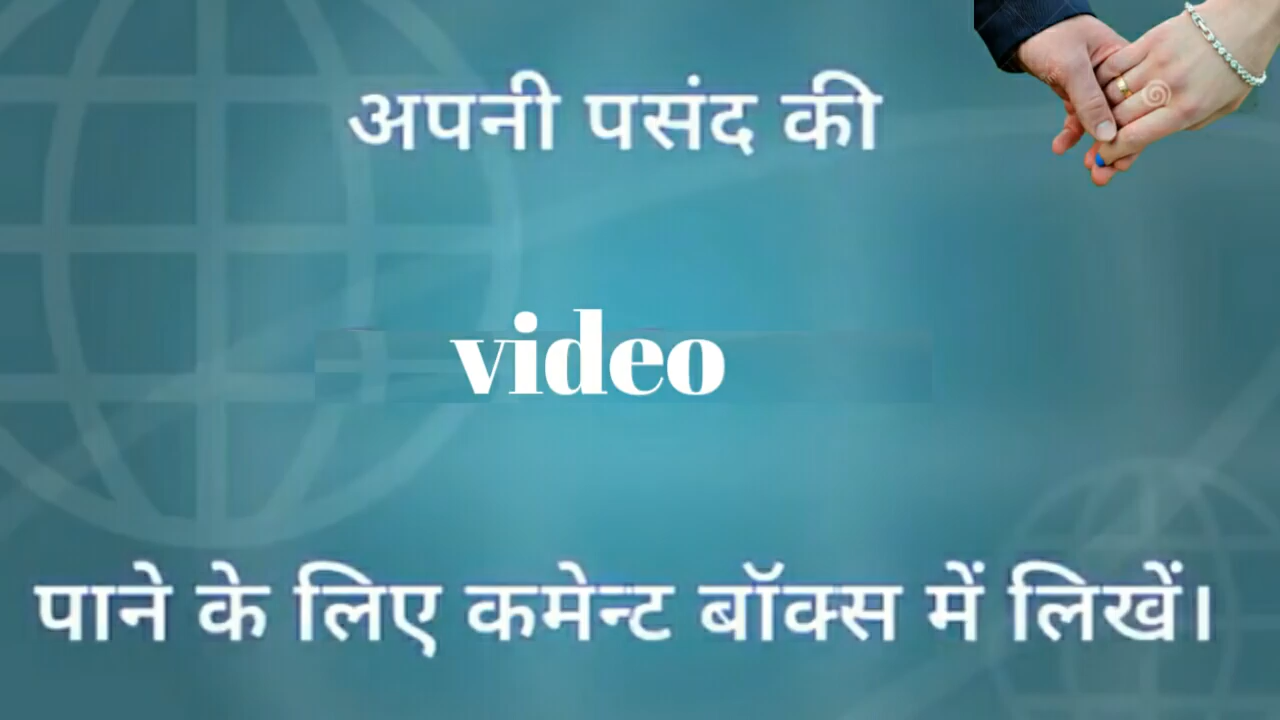 अपनी पसंद की
video
पाने के लिए कमेन्ट बॉक्स में लिखें।